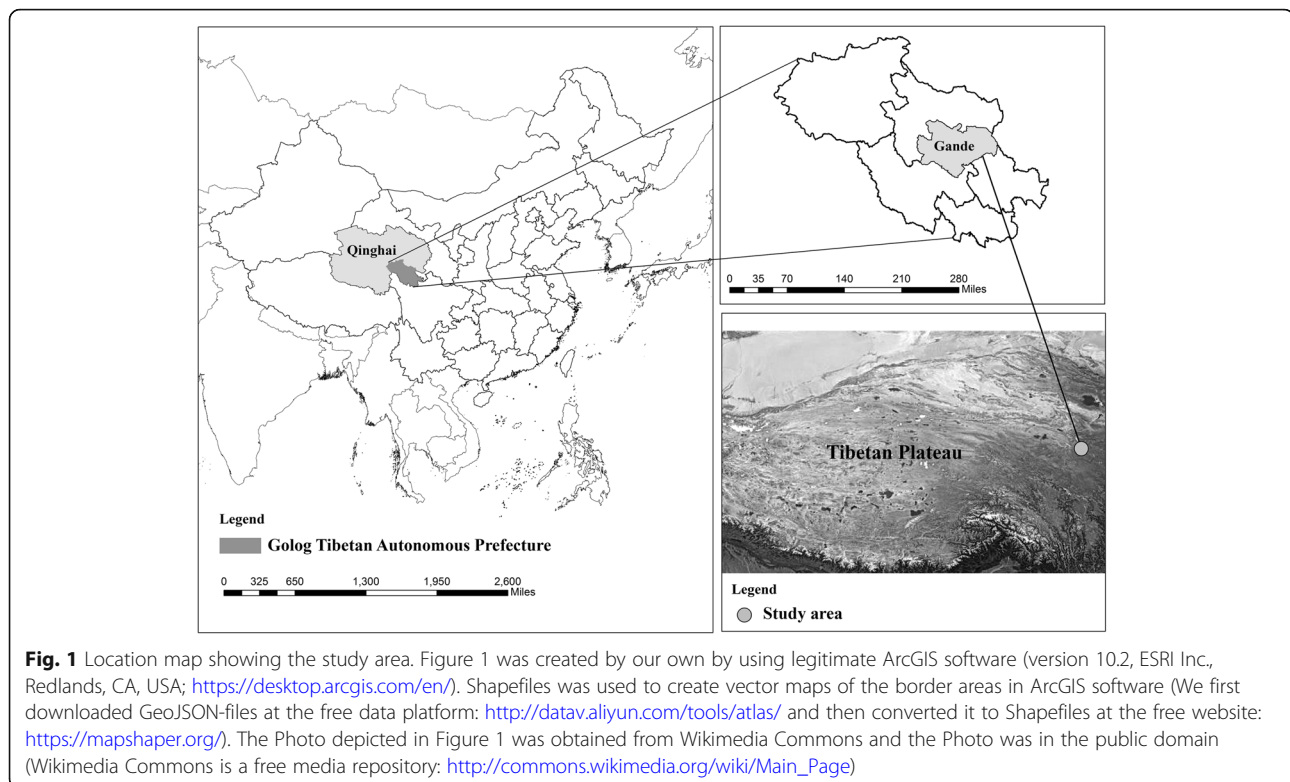 Qinghai
Legend
Golog Tibetan Autonomous Prefecture
0 325 650 1,300 1,950 2,600
Miles
Gande
0 35 70 140 210 280
Miles
Tibetan Plateau
Legend
Study area
Fig. 1 Location map showing the study area. Figure 1 was created by our own by using legitimate ArcGIS software (version 10.2, ESRI Inc.,
Redlands, CA, USA; https://desktop.arcgis.com/en/). Shapefiles was used to create vector maps of the border areas in ArcGIS software (We first
downloaded GeoJSON-files at the free data platform: http://datav.aliyun.com/tools/atlas/ and then converted it to Shapefiles at the free website:
https://mapshaper.org/). The Photo depicted in Figure 1 was obtained from Wikimedia Commons and the Photo was in the public domain
(Wikimedia Commons is a free media repository: http://commons.wikimedia.org/wiki/Main_Page)